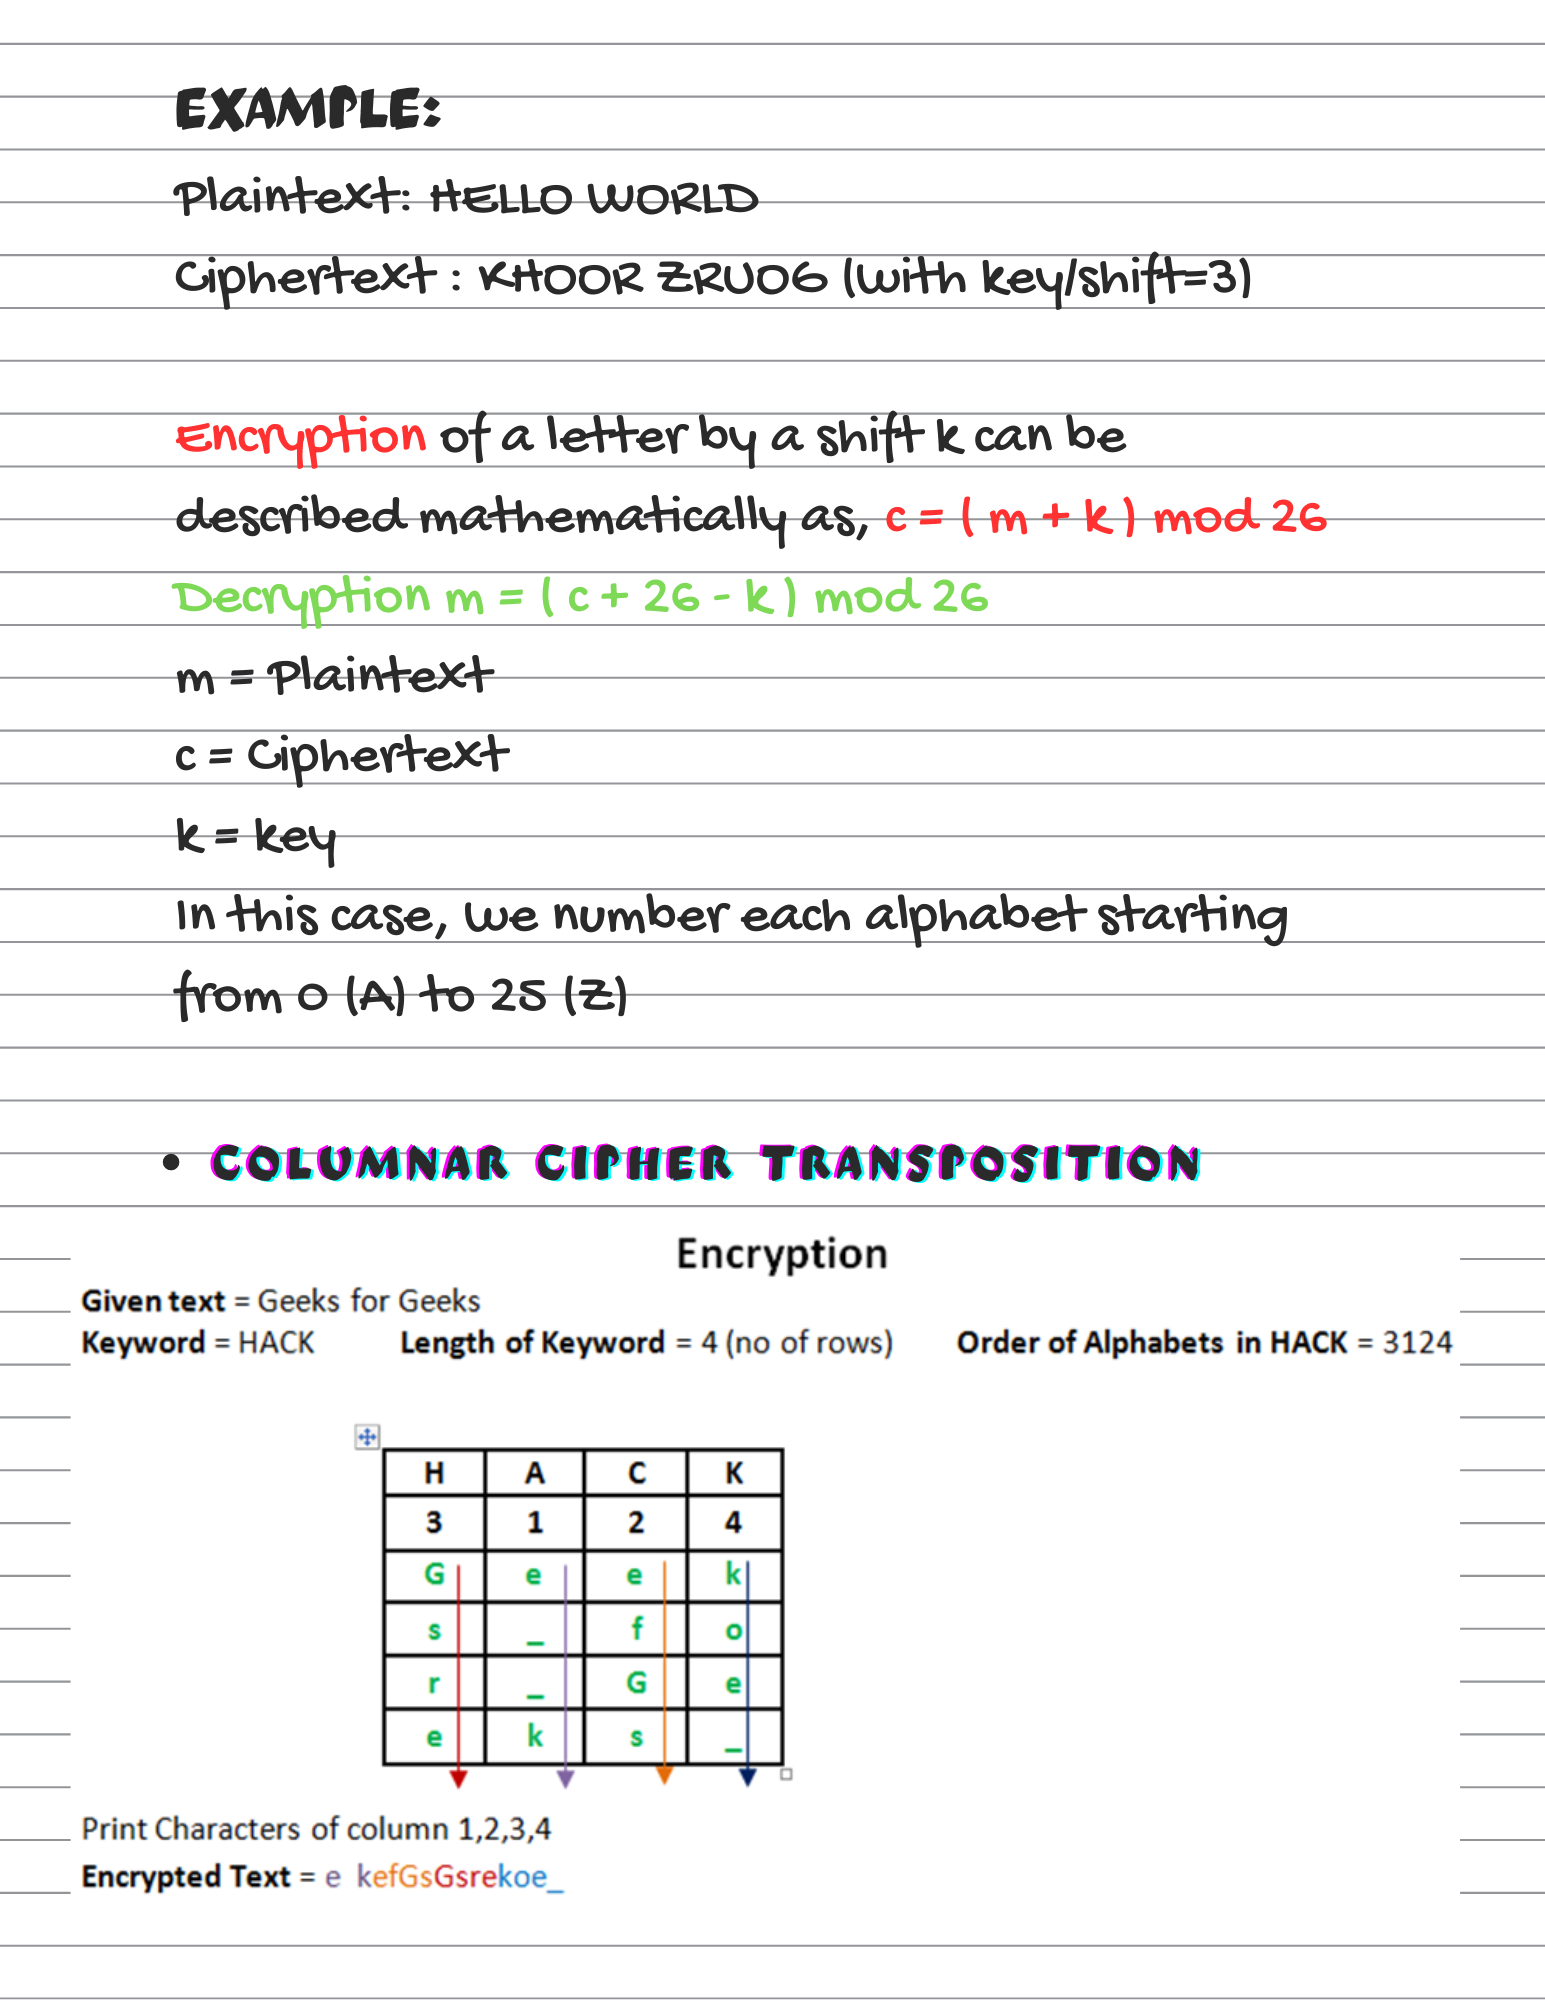 EXAMPLE:
Plaintext: HELLO WORLD
Ciphertext : KHOOR ZRUOG (with key/shift=3)
Encryption of a letter by a shift k can be
described mathematically as, c = ( m + k ) mod 26
Decryption m = ( c + 26 - k ) mod 26
m = Plaintext
c = Ciphertext
k = key
In this case, we number each alphabet starting
from 0 (A) to 25 (Z)
• COLUMNAR CIPHER TRANSPOSITION
Encryption
Given text = Geeks for Geeks
Keyword = HACK Length of Keyword = 4 (no of rows) Order of Alphabets in HACK = 3124
H A C K
3 1 2 4
G e e k
s _ f o
r _ G e
e k s _
Print Characters of column 1,2,3,4
Encrypted Text = e kefGsGsrekoe_